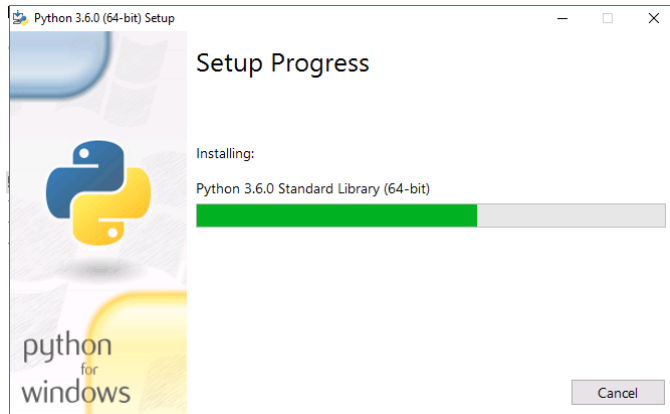 Python 3.6.0 (64-bit) Setup
Setup Progress
Installing:
Python 3.6.0 Standard Library (64-bit)
python
for
windows
Cancel